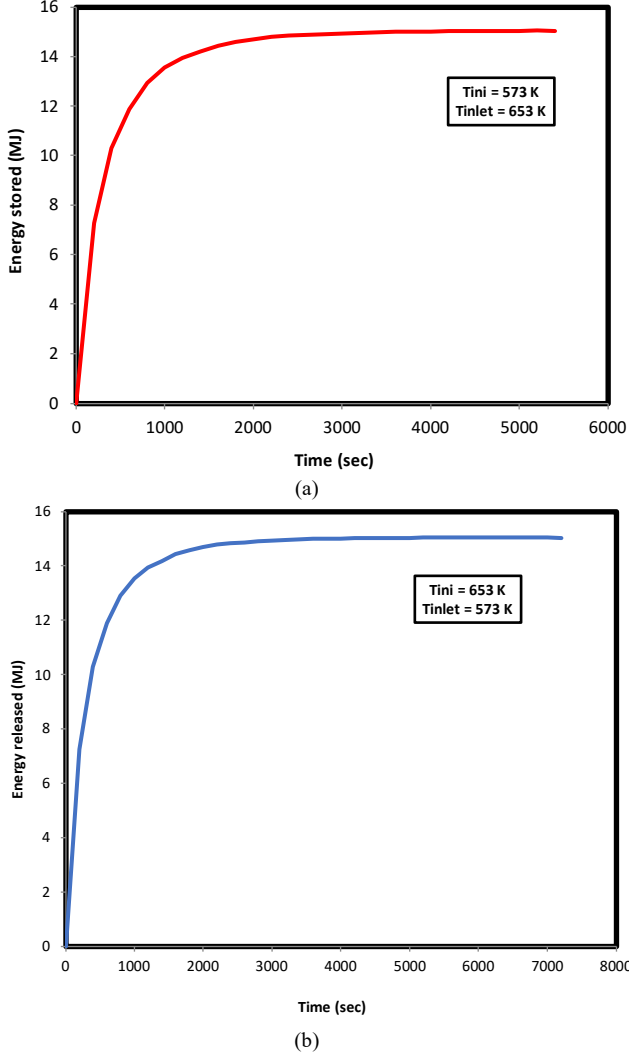 16
14
12
10
8
6
4
2
0
Energy stored (MJ)
Tini = 573 K
Tinlet = 653 K
0 1000 2000 3000 4000 5000 6000
Time (sec)
(a)
16
14
12
10
8
6
4
2
0
Energy released (MJ)
Tini = 653 K
Tinlet = 573 K
0 1000 2000 3000 4000 5000 6000 7000 8000
Time (sec)
(b)